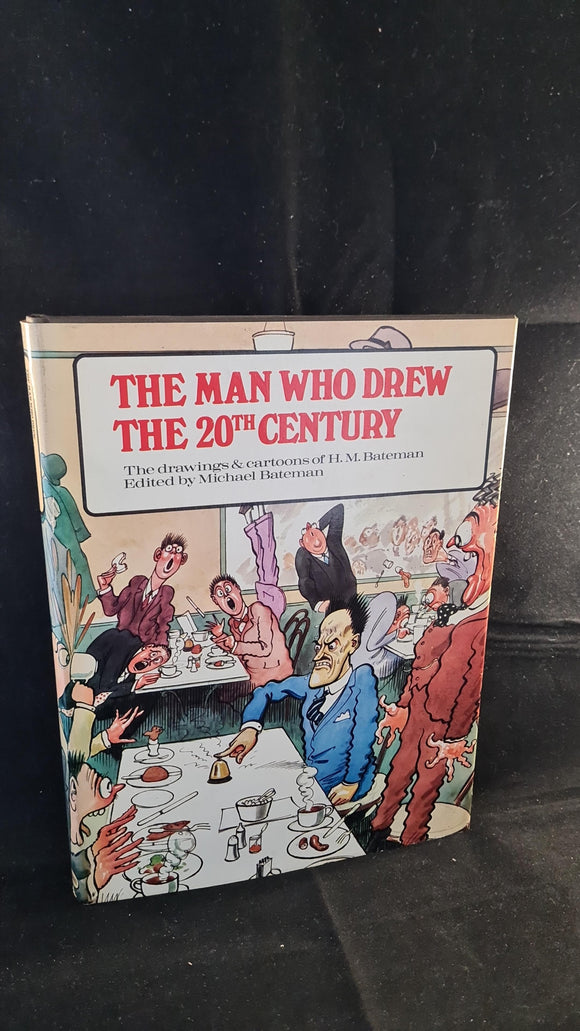 THE MAN WHO DREW
THE 20TH CENTURY
The drawings & cartoons of H. M. Bateman
Edited by Michael Bateman